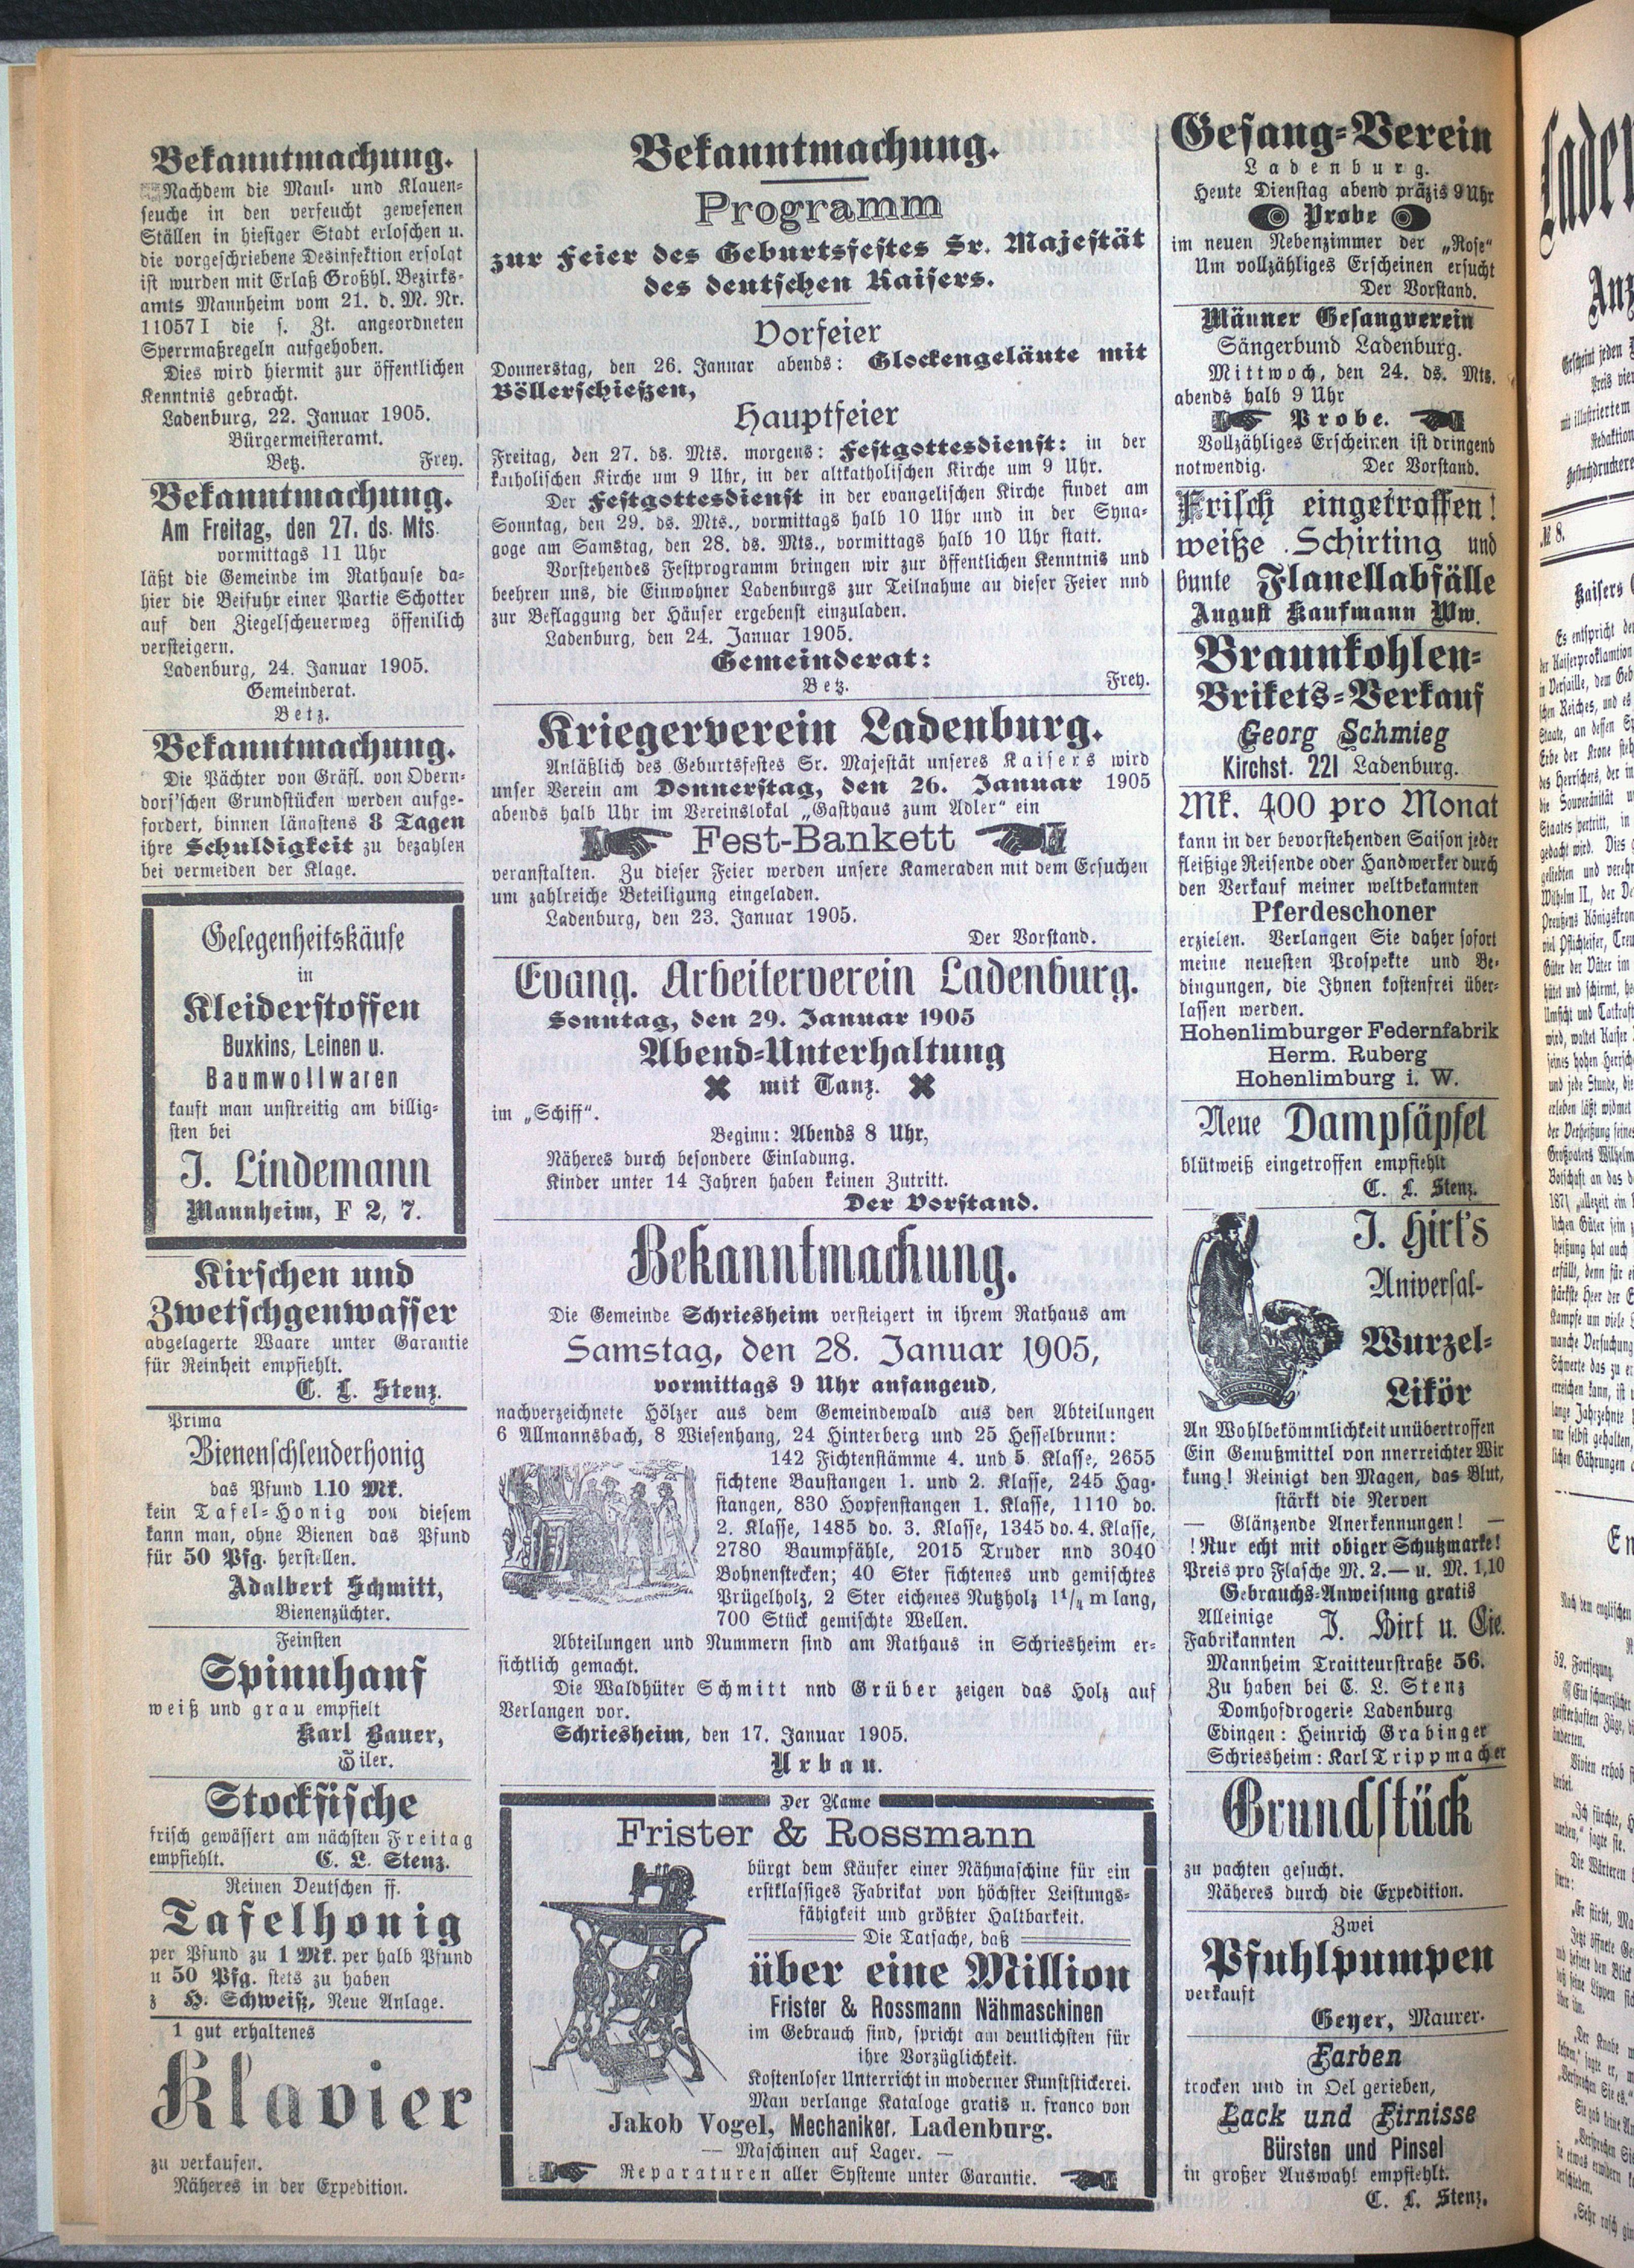 Bekanntmachung.
Nachdem die Maul- und Klauen-
seuche in den verseucht gewesenen
Ställen in hiesiger Stadt erloschen u.
die vorgeschriebene Desinfektion erfolgt
ist wurden mit Erlaß Großhl. Bezirks-
amts Mannheim vom 21. d. M. Nr.
11057 I die s. Zt. angeordneten
Sperrmaßregeln aufgehoben.
Dies wird hiermit zur öffentlichen
Kenntnis gebracht.
Ladenburg, 22. Januar 1905.
Bürgermeisteramt.
Betz. Frey.
Bekanntmachung.
Am Freitag, den 27. ds. Mts.
vormittags 11 Uhr
läßt die Gemeinde im Rathause da-
hier die Beifuhr einer Partie Schotter
auf den Ziegelscheuerweg öffenilich
versteigern.
Ladenburg, 24. Januar 1905.
Gemeinderat.
Betz.
Bekanntmachung.
Die Pächter von Gräfl. von Obern-
dorf'schen Grundstücken werden aufge-
fordert, binnen längstens 8 Tagen
ihre Schuldigkeit zu bezahlen
bei vermeiden der Klage.
Gelegenheitskäufe
in
Kleiderstoffen
Buxkins, Leinen u.
Baumwollwaren
kauft man unstreitig am billig-
sten bei
J. Lindemann
Mannheim, F 2, 7.
Kirschen und
Zwetschgenwasser
abgelagerte Waare unter Garantie
für Reinheit empfiehlt.
C. L. Stenz.
Prima
Bienenschlenderhonig
das Pfund 1.10 Mk.
kein Tafel-Honig von diesem
kann man, ohne Bienen das Pfund
für 50 Pfg. herstellen.
Adalbert Schmitt,
Bienenzüchter.
Feinsten
Spinnhanf
weiß und grau empfielt
Karl Bauer,
Siler.
Stockfische
frisch gewässert am nächsten Freitag
empfiehlt. C. L. Stenz.
Reinen Deutschen ff.
Tafelhonig
per Pfund zu 1 Mk. per halb Pfund
u 50 Pfg. stets zu haben
z H. Schweiß, Neue Anlage.
1 gut erhaltenes
Klavier
zu verkaufen.
Näheres in der Expedition.
Bekanntmachung.
Programm
zur Feier des Geburtsfestes Sr. Majestät
des deutschen Kaisers.
Vorfeier
Donnerstag, den 26. Januar abends: Glockengeläute mit
Böllerschießen,
Hauptfeier
Freitag, den 27. ds. Mts. morgens: Festgottesdienst: in der
katholischen Kirche um 9 Uhr, in der altkatholischen Kirche um 9 Uhr.
Der Festgottesdienst in der evangelischen Kirche findet am
Sonntag, den 29. ds. Mts., vormittags halb 10 Uhr und in der Syna-
goge am Samstag, den 28. ds. Mts., vormittags halb 10 Uhr statt.
Vorstehendes Festprogramm bringen wir zur öffentlichen Kenntnis und
beehren uns, die Einwohner Ladenburgs zur Teilnahme an dieser Feier und
zur Beflaggung der Häuser ergebenst einzuladen.
Ladenburg, den 24. Januar 1905.
Gemeinderat:
Betz. Frey.
Kriegerverein Ladenburg.
Anläßlich des Geburtsfestes Sr. Majestät unseres Kaisers wird
unser Verein am Donnerstag, den 26. Januar 1905
abends halb Uhr im Vereinslokal „Gasthaus zum Adler" ein
Fest-Bankett
veranstalten. Zu dieser Feier werden unsere Kameraden mit dem Ersuchen
um zahlreiche Beteiligung eingeladen.
Ladenburg, den 23. Januar 1905.
Der Vorstand.
Evang. Arbeiterverein Ladenburg.
Sonntag, den 29. Januar 1905
Abend-Unterhaltung
mit Tanz.
im „Schiff".
Beginn: Abends 8 Uhr,
Näheres durch besondere Einladung.
Kinder unter 14 Jahren haben keinen Zutritt.
Der Vorstand.
Bekanntmachung.
Die Gemeinde Schriesheim versteigert in ihrem Rathaus am
Samstag, den 28. Januar 1905,
vormittags 9 Uhr anfangend,
nachverzeichnete Hölzer aus dem Gemeindewald aus den Abteilungen
6 Allmannsbach, 8 Wiesenhang, 24 Hinterberg und 25 Hesselbrunn:
142 Fichtenstämme 4. und 5 Klasse, 2655
fichtene Baustangen 1. und 2. Klasse, 245 Hag-
stangen, 830 Hopfenstangen 1. Klasse, 1110 do.
2. Klasse, 1485 do. 3. Klasse, 1345 do. 4. Klasse,
2780 Baumpfähle, 2015 Truder nnd 3040
Bohnenstecken; 40 Ster fichtenes und gemischtes
Prügelholz, 2 Ster eichenes Nutzholz 1 1/4 m lang,
700 Stück gemischte Wellen.
Abteilungen und Nummern sind am Rathaus in Schriesheim er-
sichtlich gemacht.
Die Waldhüter Schmitt nnd Grüber zeigen das Holz auf
Verlangen vor.
Schriesheim, den 17. Januar 1905.
Urban.
Der Name
Frister & Rossmann
bürgt dem Käufer einer Nähmaschine für ein
erstklassiges Fabrikat von höchster Leistungs-
fähigkeit und größter Haltbarkeit.
Die Tatsache, daß
über eine Million
Frister & Rossmann Nähmaschinen
im Gebrauch sind, spricht am deutlichsten für
ihre Vorzüglichkeit.
Kostenloser Unterricht in moderner Kunststickerei.
Man verlange Kataloge gratis u. franco von
Jakob Vogel, Mechaniker, Ladenburg.
— Maschinen auf Lager. —
Reparaturen aller Systeme unter Garantie.
Gesang-Verein
Ladenburg.
Heute Dienstag abend präzis 9 Uhr
Probe
im neuen Nebenzimmer der „Rose"
Um vollzähliges Erscheinen ersucht
Der Vorstand.
Männer Gesangverein
Sängerbund Ladenburg.
Mittwoch, den 24. ds. Mts.
abends halb 9 Uhr
Probe.
Vollzähliges Erscheinen ist dringend
notwendig. Der Vorstand.
Frisch eingetroffen!
weiße Schirting und
bunte Flanellabfälle
August Kaufmann Ww.
Braunkohlen-
Brikets-Verkauf
Georg Schmieg
Kirchst. 221 Ladenburg.
Mk. 400 pro Monat
kann in der bevorstehenden Saison jeder
fleißige Reisende oder Handwerker durch
den Verkauf meiner weltbekannten
Pferdeschoner
erzielen. Verlangen Sie daher sofort
meine neuesten Prospekte und Be-
dingungen, die Ihnen kostenfrei über-
lassen werden.
Hohenlimburger Federnfabrik
Herm. Ruberg
Hohenlimburg i. W.
Neue Dampfäpfel
blütweiß eingetroffen empfiehlt
C. L. Stenz.
J. Hirt's
Universal-
Wurzel-
Likör
An Wohlbekömmlichkeit unübertroffen
Ein Genußmittel von nnerreichter Wir
kung! Reinigt den Magen, das Blut,
stärkt die Nerven
— Glänzende Anerkennungen! —
! Nur echt mit obiger Schutzmarke!
Preis pro Flasche M. 2.— u. M. 1,10
Gebrauchs-Anweisung gratis
Alleinige
Fabrikannten J. Hirt u. Cie.
Mannheim Traitteurstraße 56.
Zu haben bei C. L. Stenz
Domhofdrogerie Ladenburg
Edingen: Heinrich Grabinger
Schriesheim: Karl Trippmacher
Grundstück
zu pachten gesucht.
Näheres durch die Expedition.
Zwei
Pfuhlpumpen
verkauft
Geyer, Maurer.
Farben
trocken und in Oel gerieben,
Lack und Firnisse
Bürsten und Pinsel
in großer Auswahl empfiehlt.
C. L. Stenz.